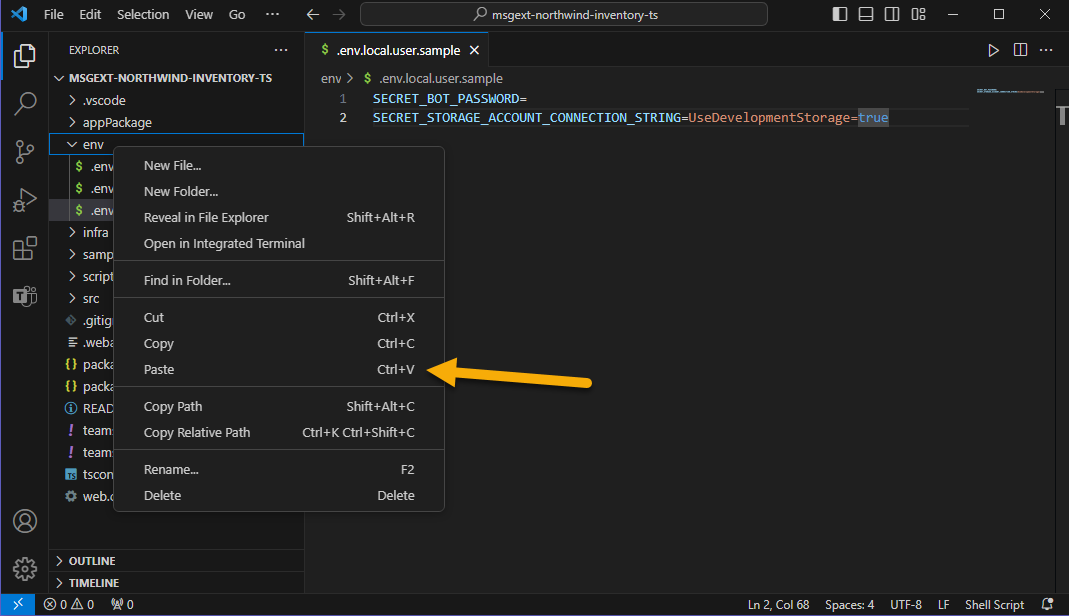 File Edit Selection View Go ··· msgext-northwind-inventory-ts
EXPLORER ···
MSGEXT-NORTHWIND-INVENTORY-TS
.vscode
appPackage
env
.env
.env
.env
infra
samp
script
src
.gitig
.weba
packa
packa
READ
teams
team
tscon
web.c
OUTLINE
TIMELINE
$ .env.local.user.sample
env > $ .env.local.user.sample
1 SECRET_BOT_PASSWORD=
2 SECRET_STORAGE_ACCOUNT_CONNECTION_STRING=UseDevelopmentStorage=true
New File...
New Folder...
Reveal in File Explorer Shift+Alt+R
Open in Integrated Terminal
Find in Folder... Shift+Alt+F
Cut Ctrl+X
Copy Ctrl+C
Paste Ctrl+V
Copy Path Shift+Alt+C
Copy Relative Path Ctrl+K Ctrl+Shift+C
Rename... F2
Delete Delete
0 0 0 Ln 2, Col 68 Spaces: 4 UTF-8 LF Shell Script